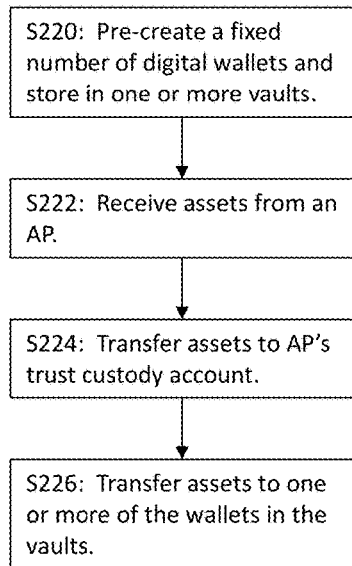 S220:  Pre-create a fixed
number of digital wallets and
store in one or more vaults.
S222:  Receive assets from an
AP.
S224:  Transfer assets to AP's
trust custody account.
S226:  Transfer assets to one
or more of the wallets in the
vaults.